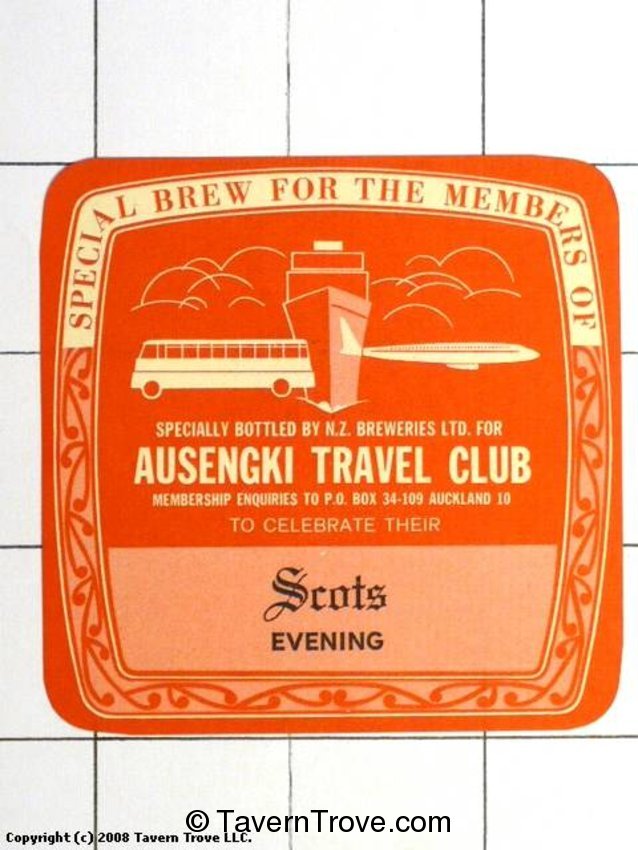 SPECIAL BREW FOR THE MEMBERS OF
SPECIALLY BOTTLED BY N.Z. BREWERIES LTD. FOR
AUSENGKI TRAVEL CLUB
MEMBERSHIP ENQUIRIES TO P.O. BOX 34-109 AUCKLAND 10
TO CELEBRATE THEIR
Scots
EVENING
© TavernTrove.com
Copyright (c) 2008 Tavern Trove LLC.